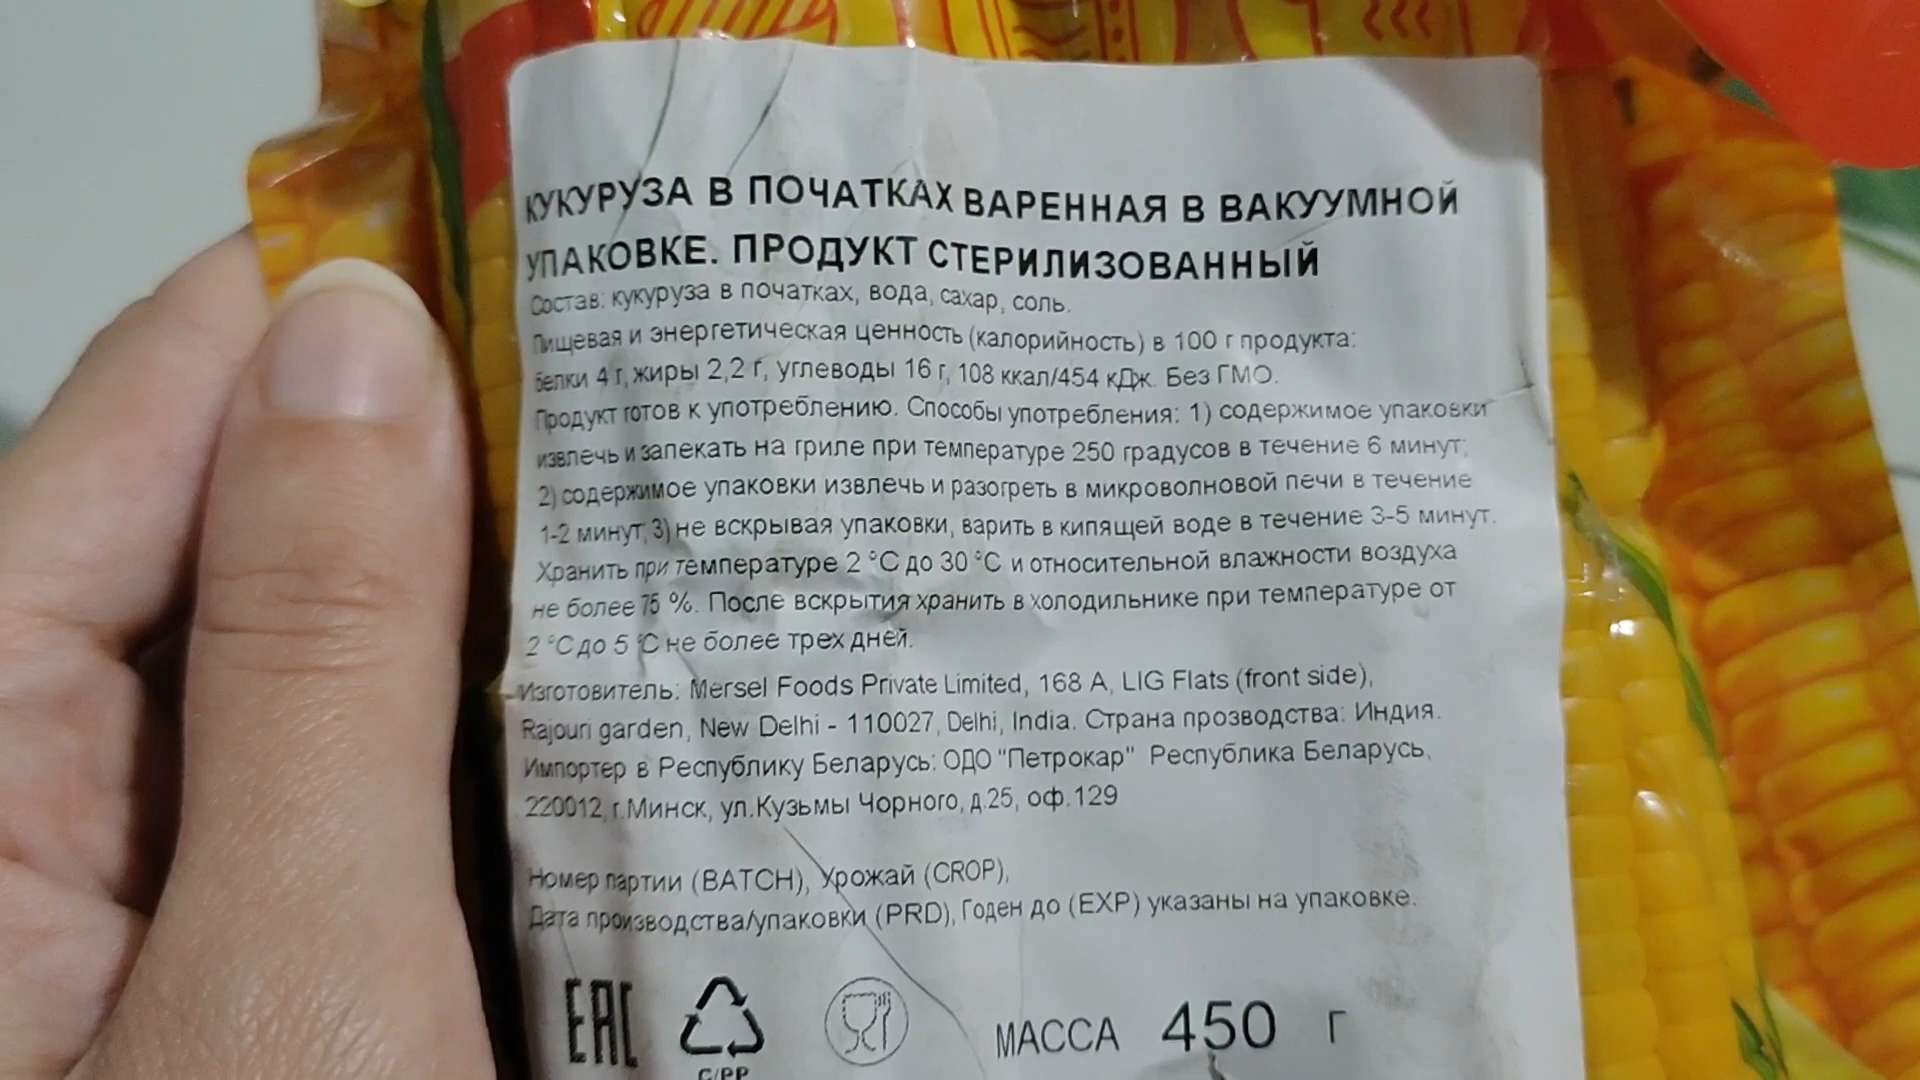 КУКУРУЗА В ПОЧАТКАХ ВАРЕННАЯ В ВАКУУМНОЙ
УПАКОВКЕ. ПРОДУКТ СТЕРИЛИЗОВАННЫЙ
Состав: кукуруза в початках, вода, сахар, соль.
Пищевая и энергетическая ценность (калорийность) в 100 г продукта:
белки 4 г, жиры 2,2 г, углеводы 16 г, 108 ккал/454 кДж. Без ГМО.
Продукт готов к употреблению. Способы употребления: 1) содержимое упаковки
извлечь и запекать на гриле при температуре 250 градусов в течение 6 минут;
2) содержимое упаковки извлечь и разогреть в микроволновой печи в течение
1-2 минут; 3) не вскрывая упаковки, варить в кипящей воде в течение 3-5 минут.
Хранить при температуре 2 °C до 30 °C и относительной влажности воздуха
не более 75 %. После вскрытия хранить в холодильнике при температуре от
2 °C до 5 °C не более трех дней.
Изготовитель: Mersel Foods Private Limited, 168 A, LIG Flats (front side),
Rajouri garden, New Delhi - 110027, Delhi, India. Страна прозводства: Индия.
Импортер в Республику Беларусь: ОДО "Петрокар" Республика Беларусь,
220012, г.Минск, ул.Кузьмы Чорного, д.25, оф.129
Номер партии (BATCH), Урожай (CROP),
Дата производства/упаковки (PRD), Годен до (EXP) указаны на упаковке.
EAC
C/PP
МАССА 450 г